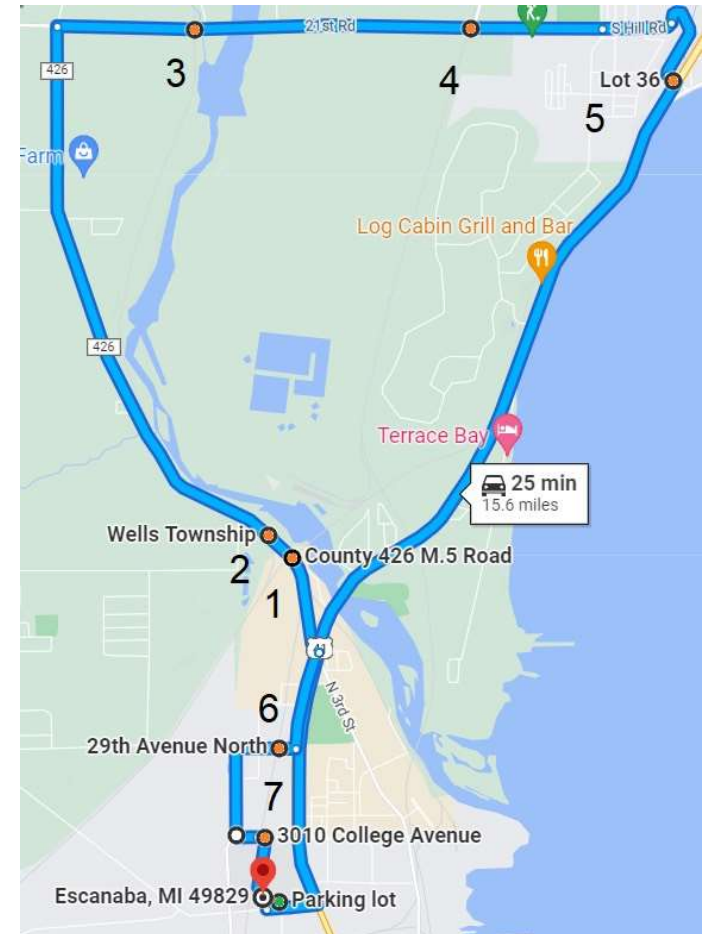 21st Rd
S Hill Rd
426
3
4
Lot 36
5
Farm
Log Cabin Grill and Bar
426
Terrace Bay
25 min
15.6 miles
Wells Township
County 426 M.5 Road
2
1
41
N 3rd St
6
29th Avenue North
7
3010 College Avenue
Escanaba, MI 49829
Parking lot